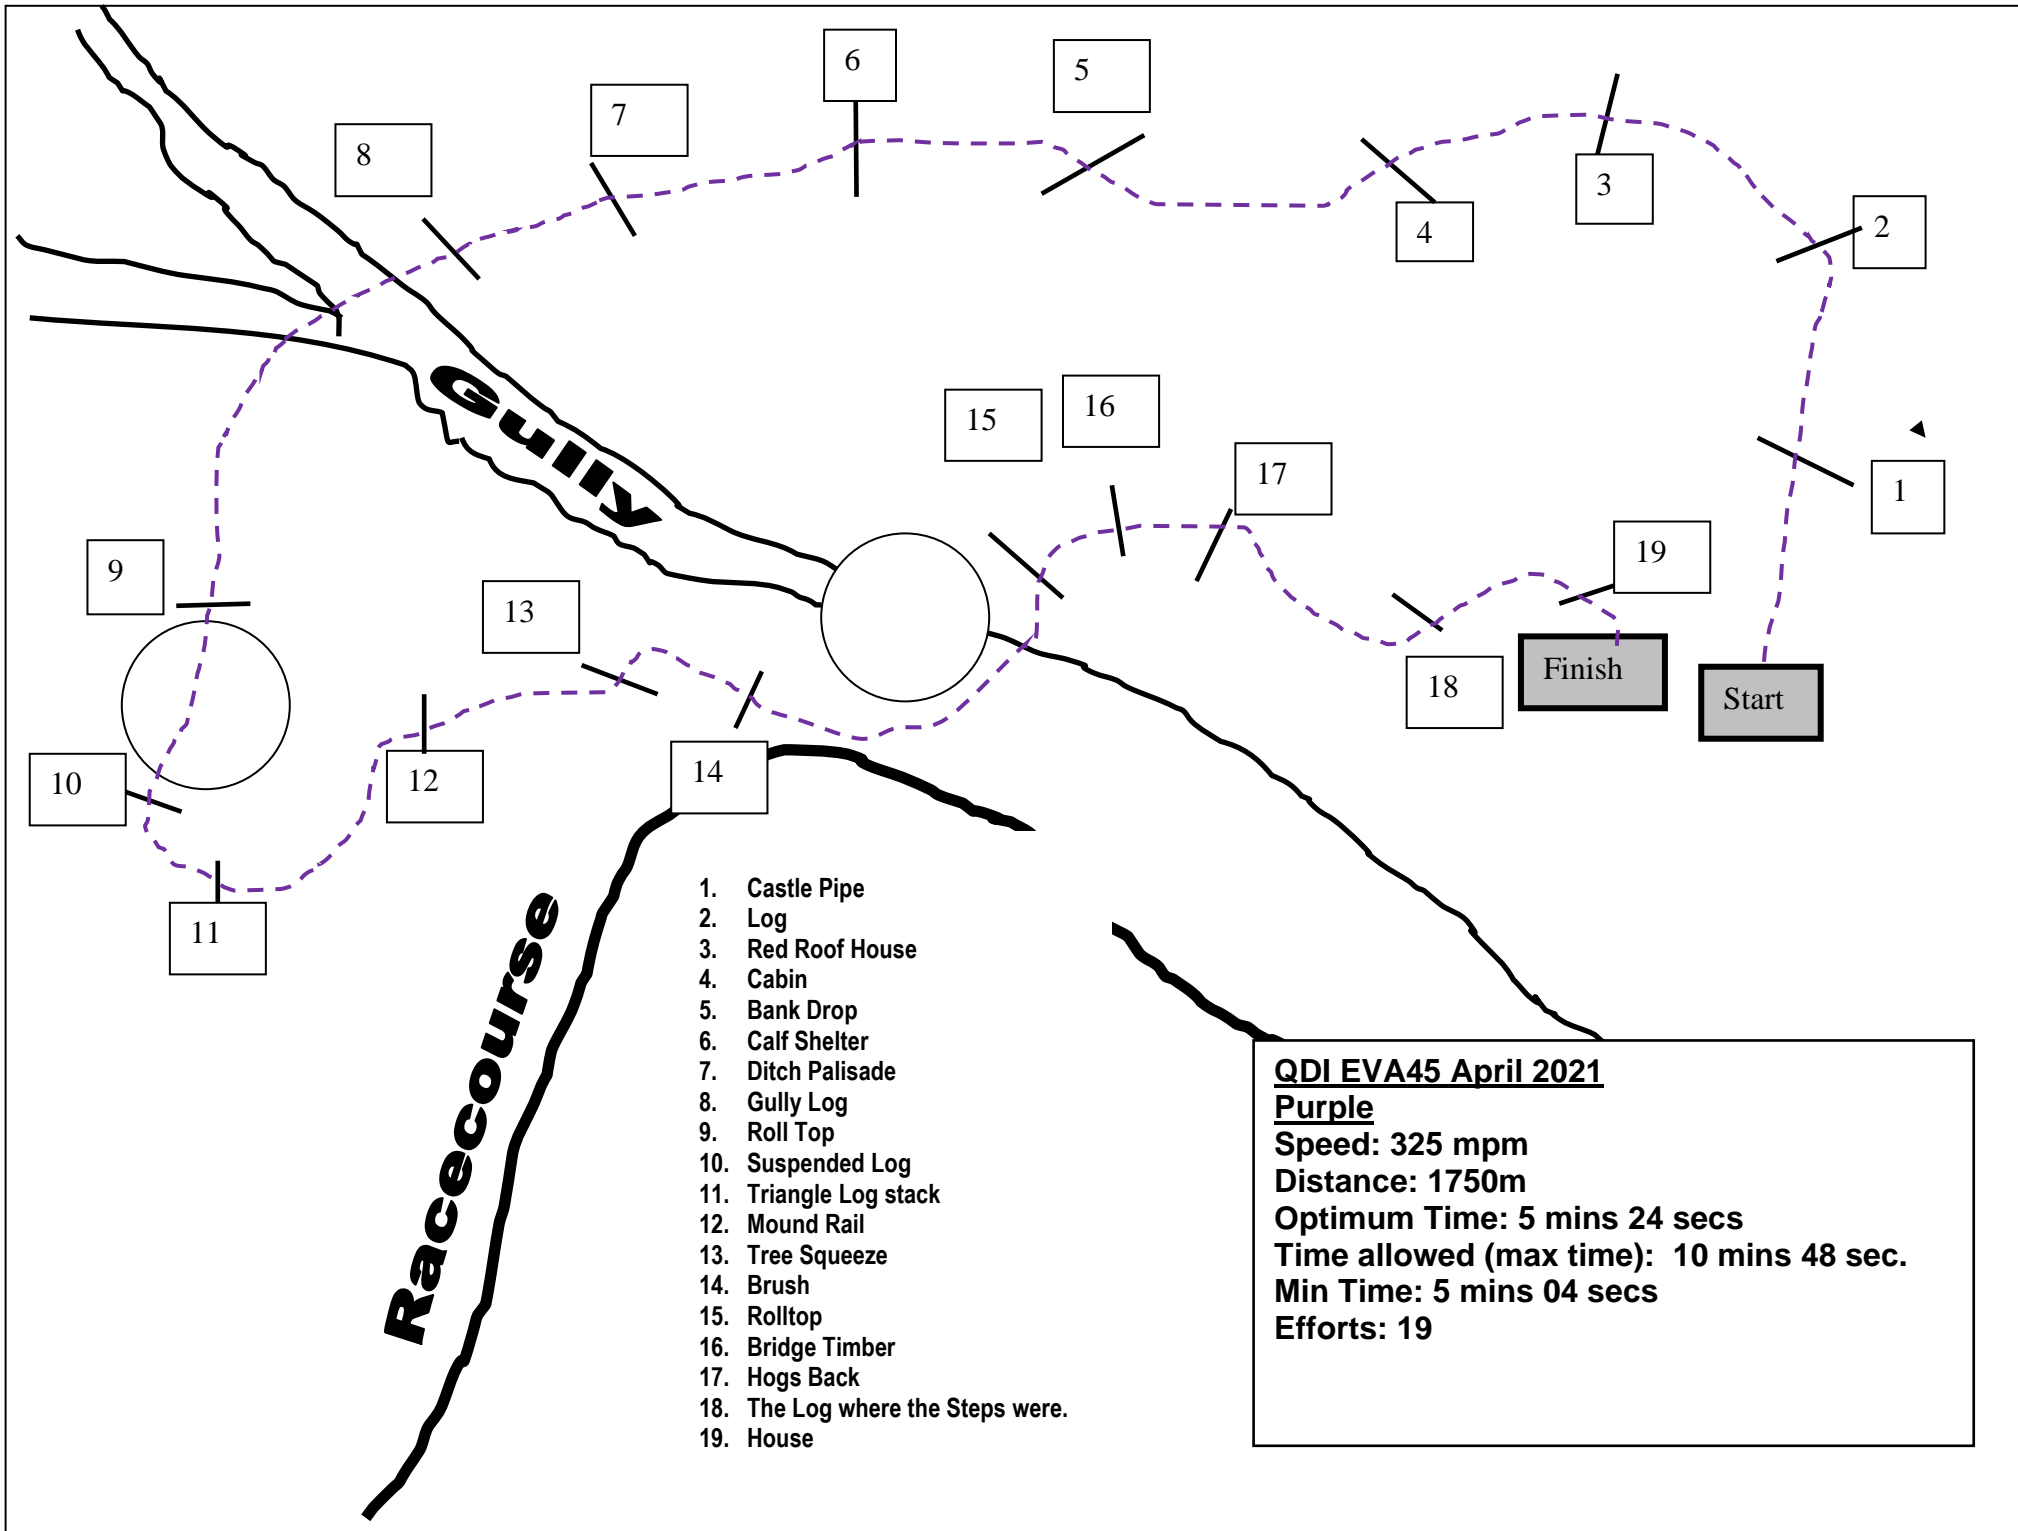 6
5
7
8
3
4
2
16
15
17
1
Gully
19
9
13
Finish
18
Start
14
10
12
11
Racecourse
1. Castle Pipe
2. Log
3. Red Roof House
4. Cabin
5. Bank Drop
6. Calf Shelter
7. Ditch Palisade
8. Gully Log
9. Roll Top
10. Suspended Log
11. Triangle Log stack
12. Mound Rail
13. Tree Squeeze
14. Brush
15. Rolltop
16. Bridge Timber
17. Hogs Back
18. The Log where the Steps were.
19. House
QDI EVA45 April 2021
Purple
Speed: 325 mpm
Distance: 1750m
Optimum Time: 5 mins 24 secs
Time allowed (max time): 10 mins 48 sec.
Min Time: 5 mins 04 secs
Efforts: 19